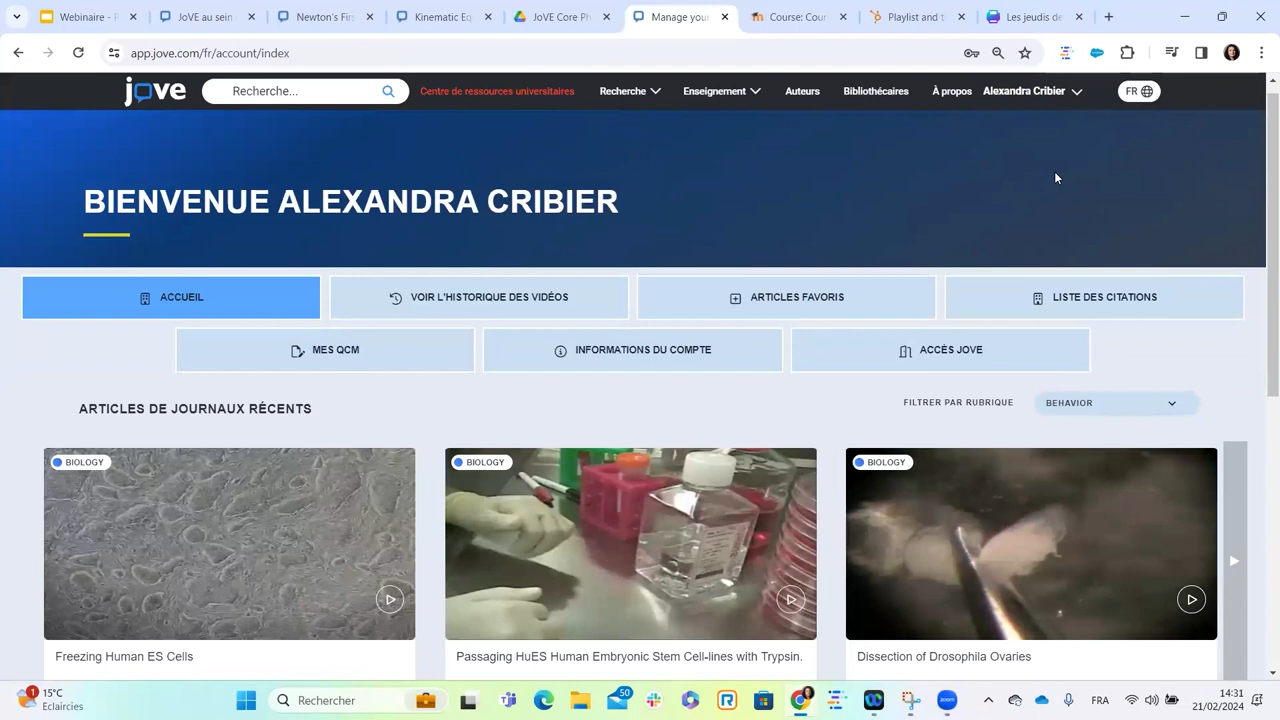 Webinaire - P
JoVE au sein
Newton's Firs
Kinematic Eq
JoVE Core Ph
Manage your
Course: Cour
Playlist and t
Les jeudis de
app.jove.com/fr/account/index
jove
Recherche...
Centre de ressources universitaires
Recherche
Enseignement
Auteurs
Bibliothécaires
À propos
Alexandra Cribier
FR
BIENVENUE ALEXANDRA CRIBIER
ACCUEIL
VOIR L'HISTORIQUE DES VIDÉOS
ARTICLES FAVORIS
LISTE DES CITATIONS
MES QCM
INFORMATIONS DU COMPTE
ACCÈS JOVE
ARTICLES DE JOURNAUX RÉCENTS
FILTRER PAR RUBRIQUE
BEHAVIOR
BIOLOGY
BIOLOGY
BIOLOGY
Freezing Human ES Cells
Passaging HuES Human Embryonic Stem Cell-lines with Trypsin.
Dissection of Drosophila Ovaries
1
15°C
Eclaircies
Rechercher
50
zoom
FRA
14:31
21/02/2024